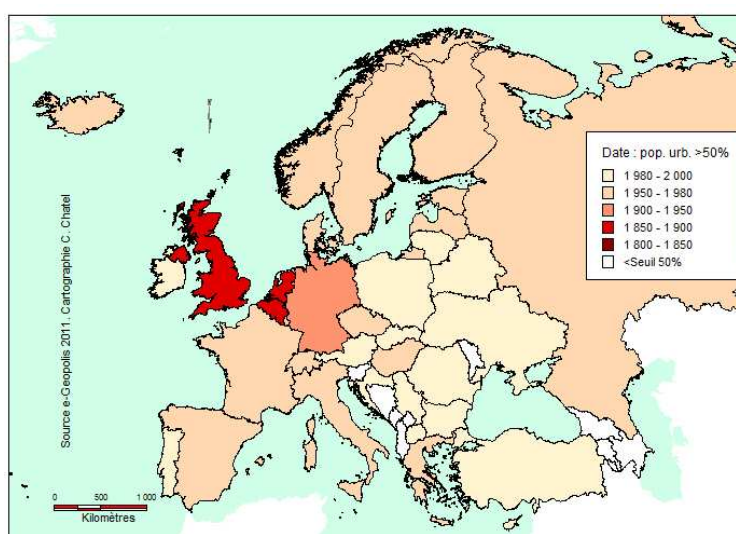 Date : pop. urb. >50%
1 980 - 2 000
1 950 - 1 980
1 900 - 1 950
1 850 - 1 900
1 800 - 1 850
<Seuil 50%
Source e-Geopolis 2011. Cartographie C. Chatel
0 500 1 000
Kilomètres